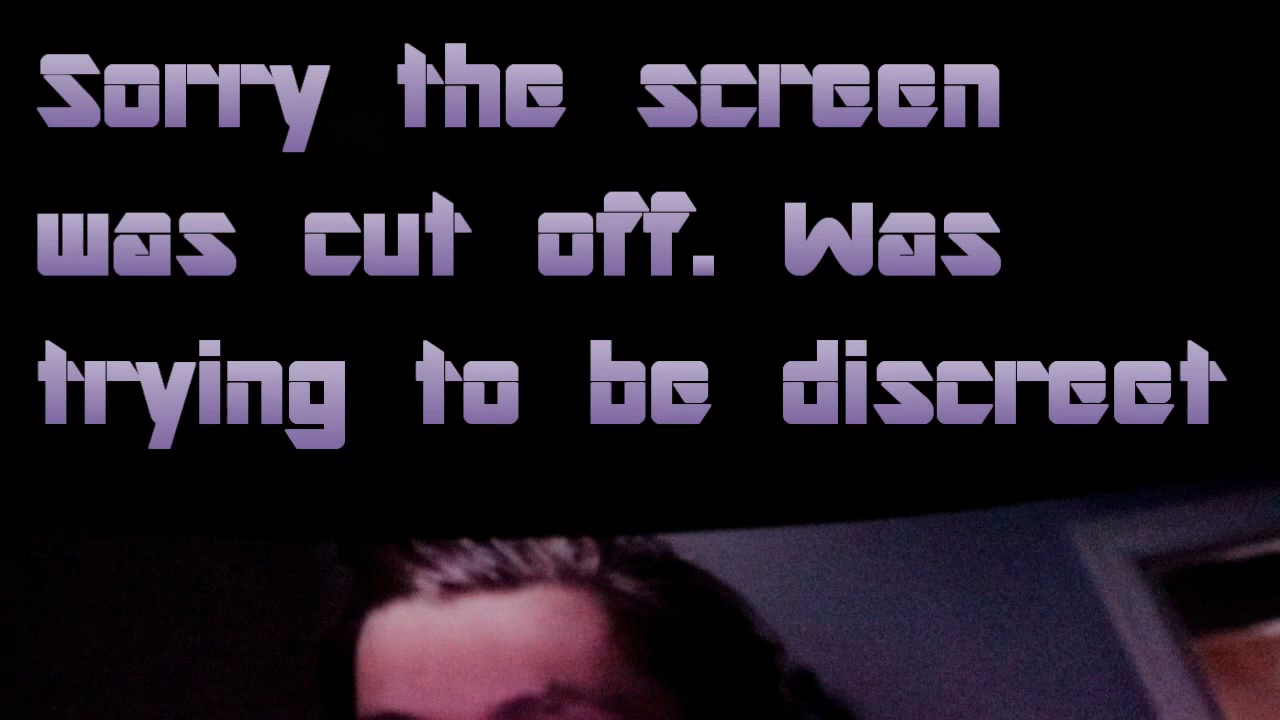 Sorry the screen
was cut off. Was
trying to be discreet